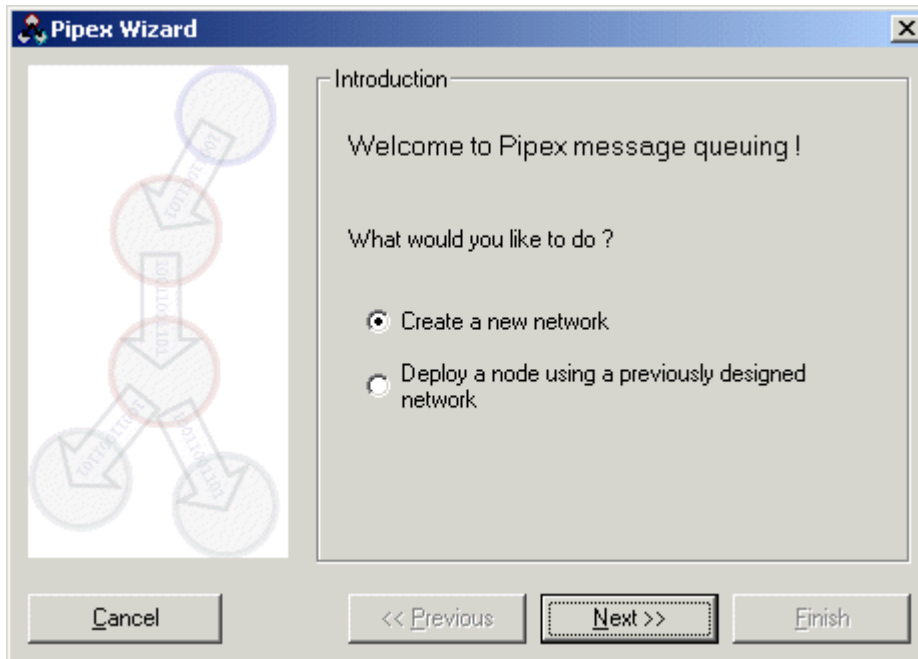 Pipex Wizard
Introduction
Welcome to Pipex message queuing !
What would you like to do ?
Create a new network
Deploy a node using a previously designed
network
Cancel
<< Previous
Next >>
Finish